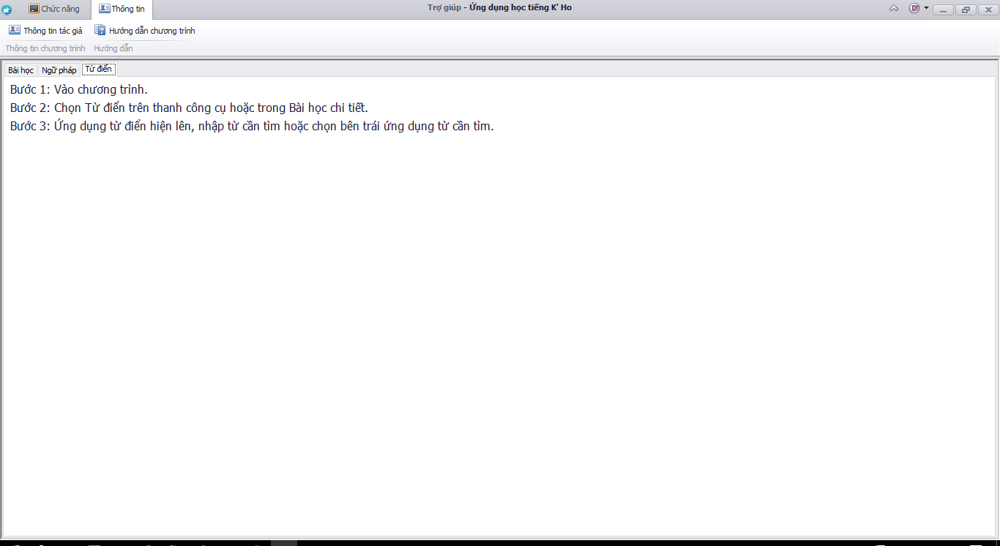 Chức năng
Thông tin
Trợ giúp - Ứng dụng học tiếng K' Ho
Thông tin tác giả
Hướng dẫn chương trình
Thông tin chương trình
Hướng dẫn
Bài học
Ngữ pháp
Từ điển
Bước 1: Vào chương trình.
Bước 2: Chọn Từ điển trên thanh công cụ hoặc trong Bài học chi tiết.
Bước 3: Ứng dụng từ điển hiện lên, nhập từ cần tìm hoặc chọn bên trái ứng dụng từ cần tìm.